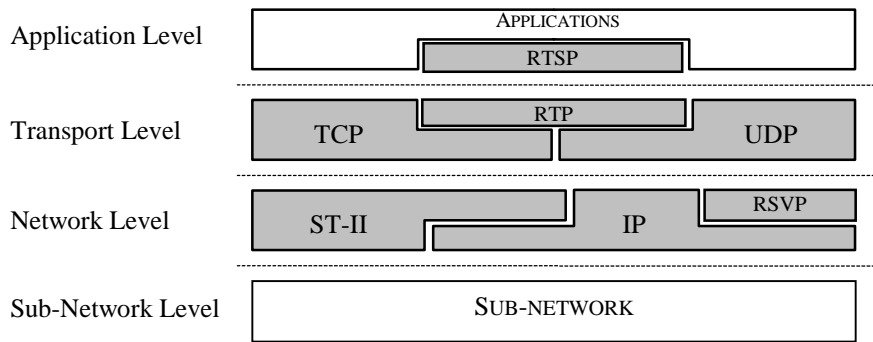 APPLICATIONS
Application Level
RTSP
RTP
Transport Level
TCP
UDP
RSVP
Network Level
ST-II
IP
Sub-Network Level
SUB-NETWORK